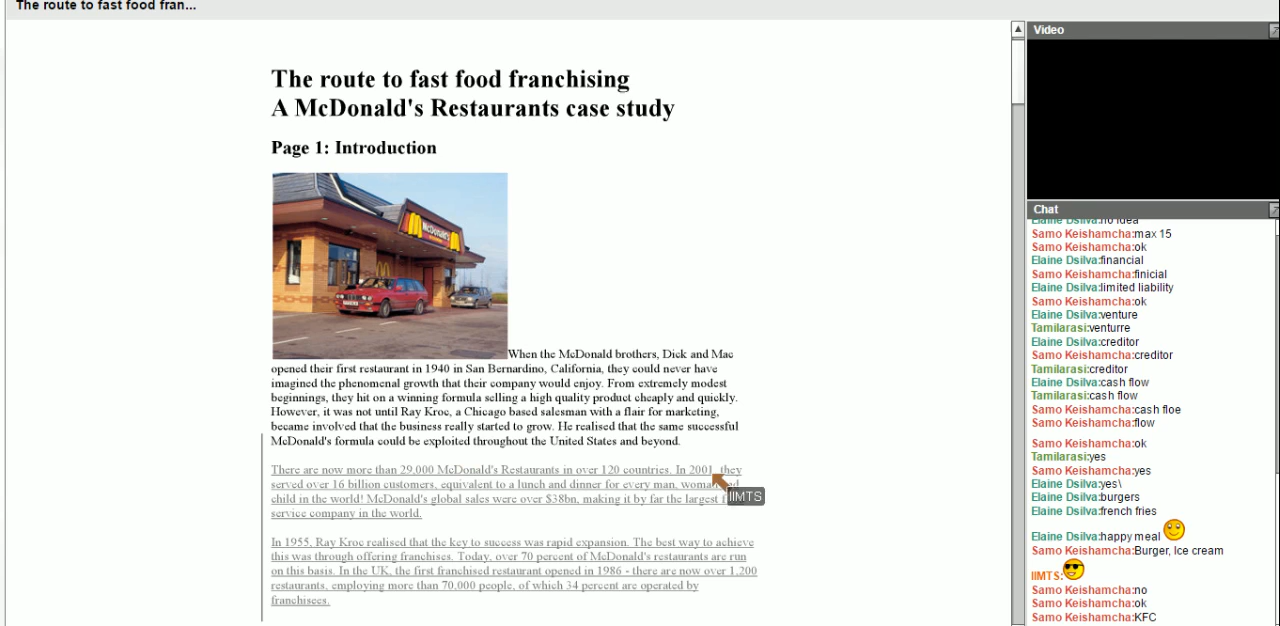 The route to fast food fran...
The route to fast food franchising
A McDonald's Restaurants case study
Page 1: Introduction
McDonald's
When the McDonald brothers, Dick and Mac
opened their first restaurant in 1940 in San Bernardino, California, they could never have
imagined the phenomenal growth that their company would enjoy. From extremely modest
beginnings, they hit on a winning formula selling a high quality product cheaply and quickly.
However, it was not until Ray Kroc, a Chicago based salesman with a flair for marketing,
became involved that the business really started to grow. He realised that the same successful
McDonald's formula could be exploited throughout the United States and beyond.
There are now more than 29,000 McDonald's Restaurants in over 120 countries. In 2001, they
served over 16 billion customers, equivalent to a lunch and dinner for every man,
child in the world! McDonald's global sales were over $38bn, making it by far the largest
service company in the world.
IIMTS
In 1955, Ray Kroc realised that the key to success was rapid expansion. The best way to achieve
this was through offering franchises. Today, over 70 percent of McDonald's restaurants are run
on this basis. In the UK, the first franchised restaurant opened in 1986 - there are now over 1,200
restaurants, employing more than 70,000 people, of which 34 percent are operated by
franchisees.
Video
Chat
Elaine Dsilva:no idea
Samo Keishamcha:max 15
Samo Keishamcha:ok
Elaine Dsilva:financial
Samo Keishamcha:finicial
Elaine Dsilva:limited liability
Samo Keishamcha:ok
Elaine Dsilva:venture
Tamilarasi:venturre
Elaine Dsilva:creditor
Samo Keishamcha:creditor
Tamilarasi:creditor
Elaine Dsilva:cash flow
Tamilarasi:cash flow
Samo Keishamcha:cash floe
Samo Keishamcha:flow
Samo Keishamcha:ok
Tamilarasi:yes
Samo Keishamcha:yes
Elaine Dsilva:yes\
Elaine Dsilva:burgers
Elaine Dsilva:french fries
Elaine Dsilva:happy meal
Samo Keishamcha:Burger, Ice cream
IIMTS:
Samo Keishamcha:no
Samo Keishamcha:ok
Samo Keishamcha:KFC